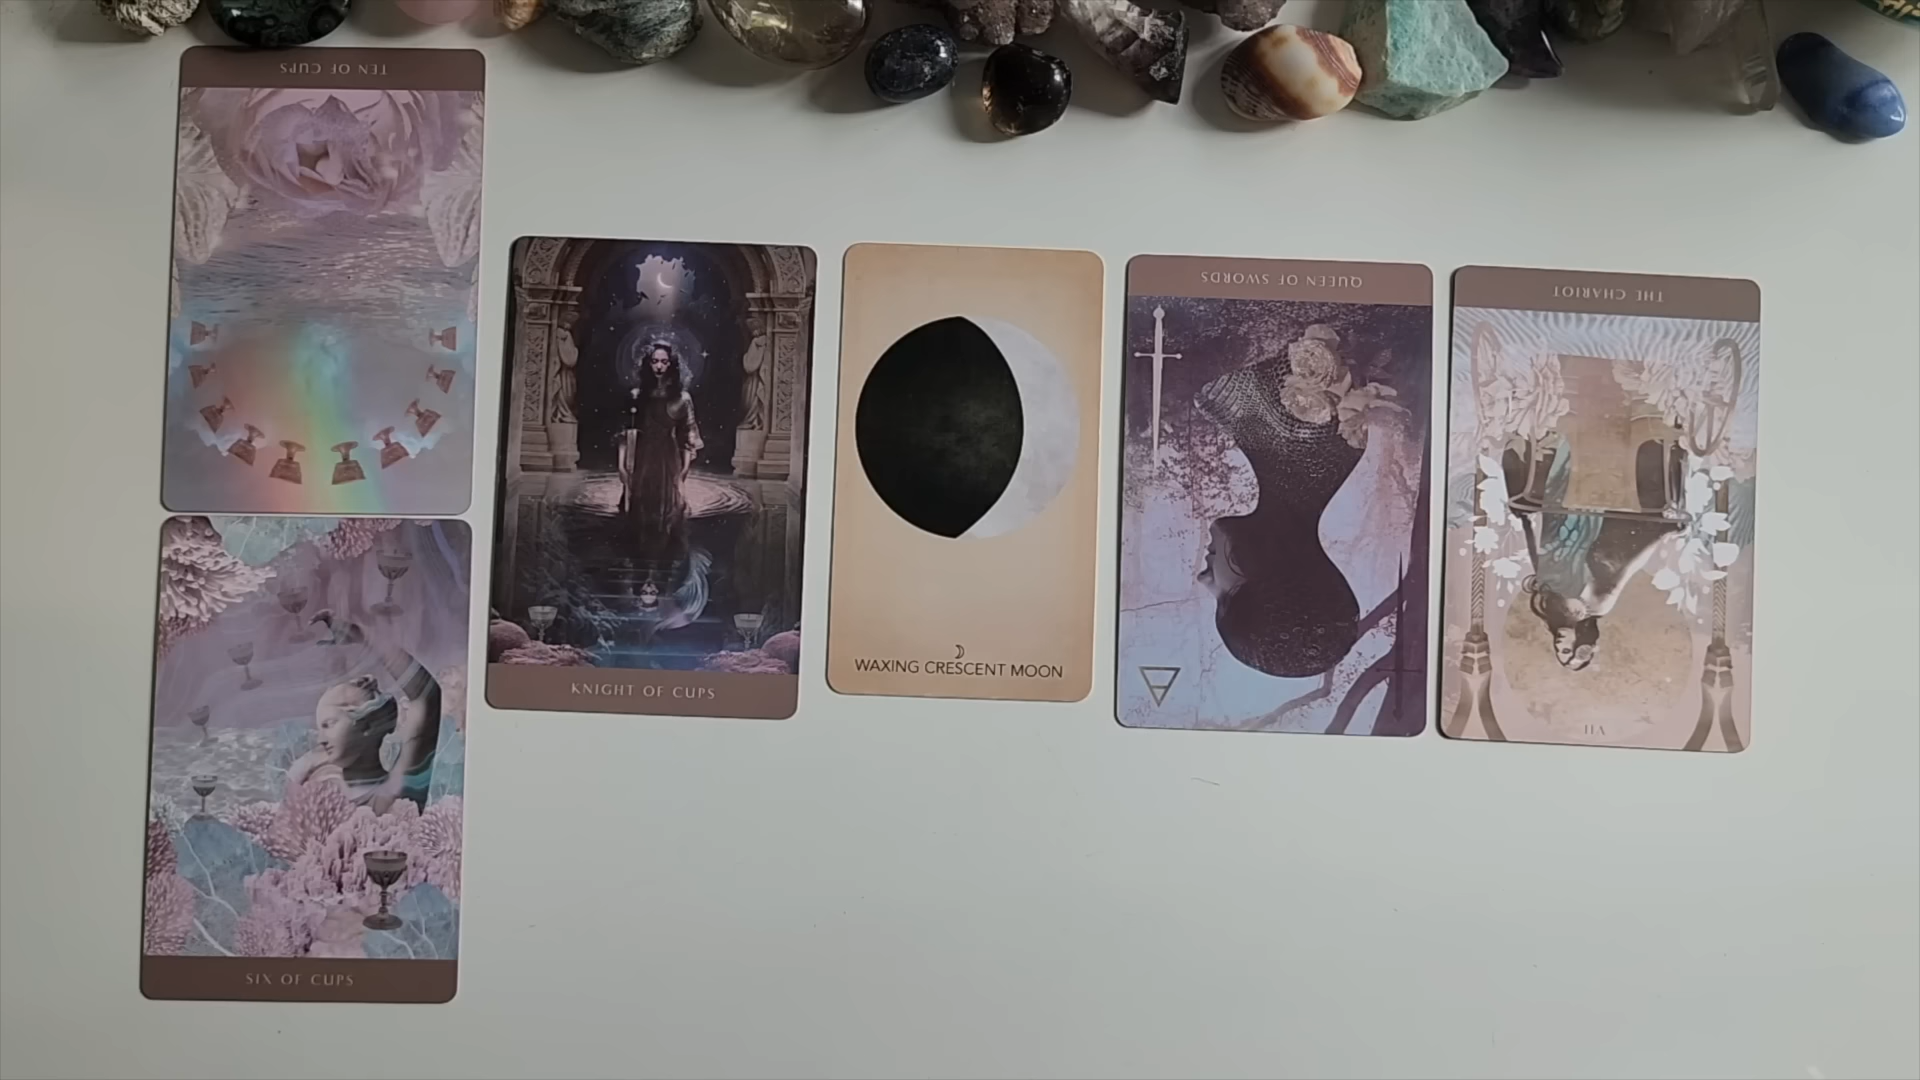 TEN OF CUPS
SIX OF CUPS
KNIGHT OF CUPS
WAXING CRESCENT MOON
QUEEN OF SWORDS
THE CHARIOT
VII